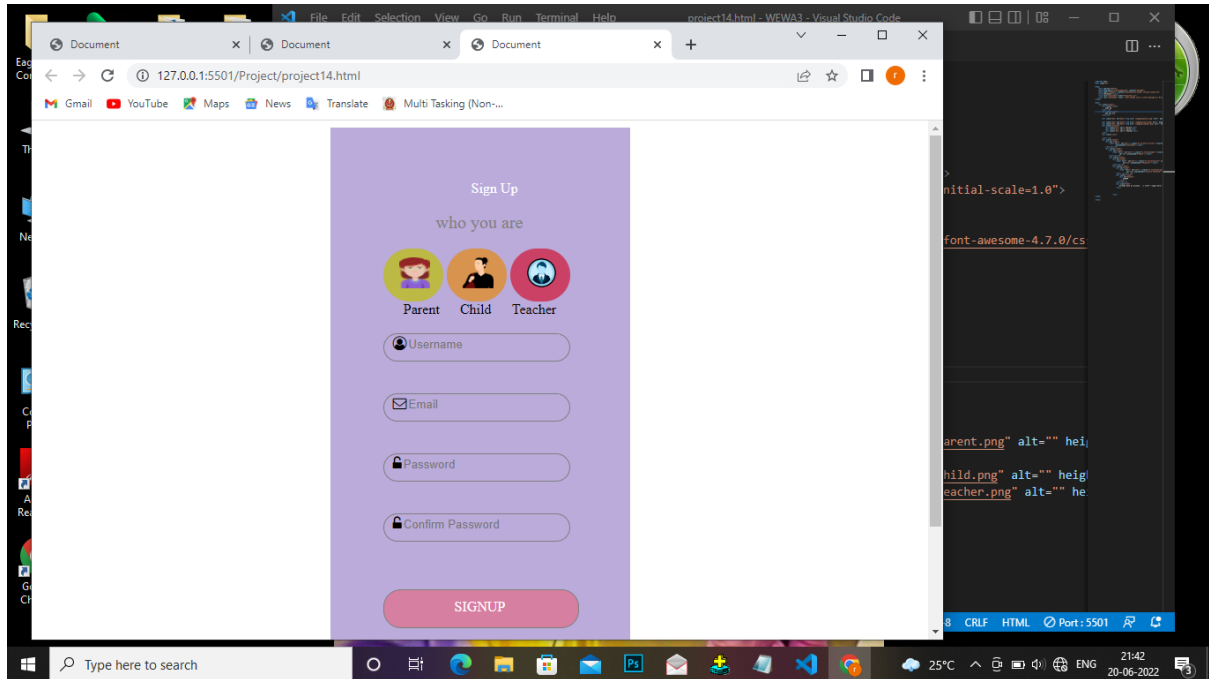 File Edit Selection View Go Run Terminal Help project14.html - WEWA3 - Visual Studio Code
Document Document Document
127.0.0.1:5501/Project/project14.html
Gmail YouTube Maps News Translate Multi Tasking (Non-...
Sign Up
nitial-scale=1.0">
who you are
font-awesome-4.7.0/cs
Parent Child Teacher
Username
Email
arent.png" alt="" hei
Password
hild.png" alt="" heig
eacher.png" alt="" he
Confirm Password
SIGNUP
CRLF HTML Port : 5501
Type here to search
Ps
25°C ENG
21:42
20-06-2022
3